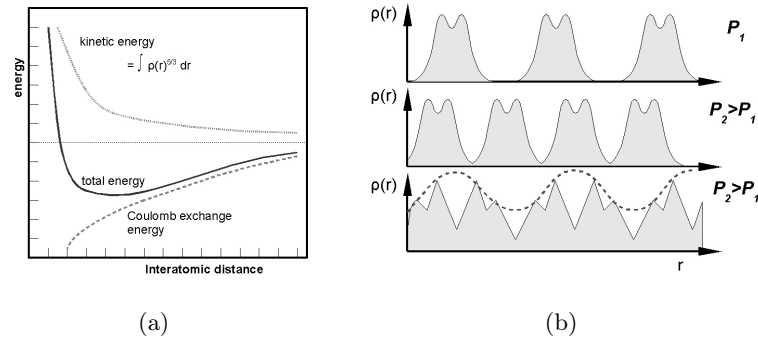 energy
kinetic energy
= ∫ ρ(r)^5/3 dr
total energy
Coulomb exchange
energy
Interatomic distance
(a)
ρ(r)
P₁
ρ(r)
P₂>P₁
ρ(r)
P₂>P₁
r
(b)